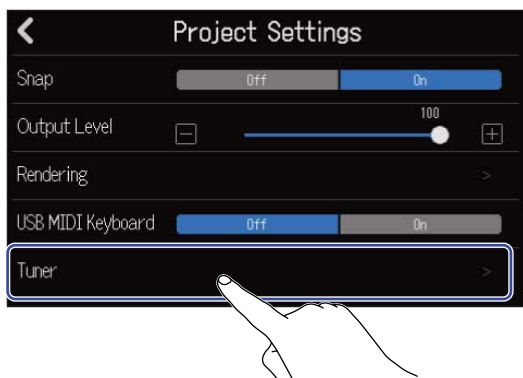 Project Settings
Snap Off On
Output Level 100
Rendering
USB MIDI Keyboard Off On
Tuner